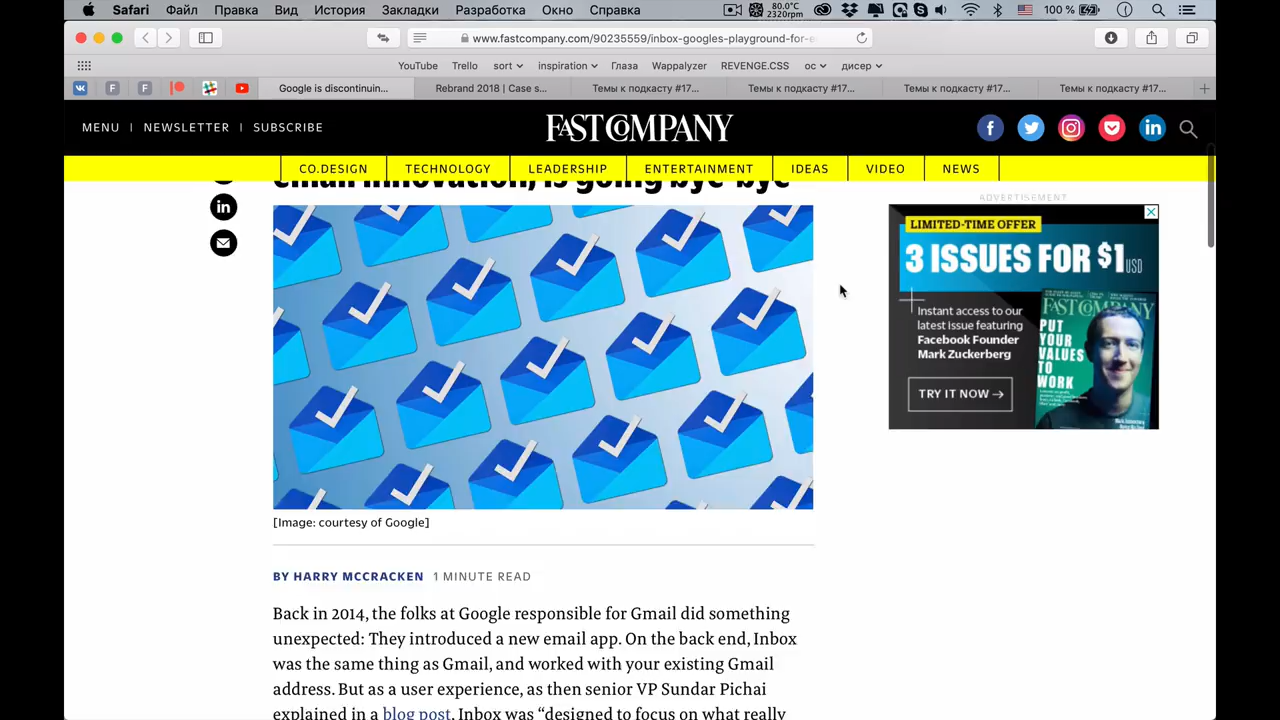 Safari Файл Правка Вид История Закладки Разработка Окно Справка 80.0°C 2320rpm 100 %
www.fastcompany.com/90235559/inbox-googles-playground-for-e
YouTube Trello sort inspiration Глаза Wappalyzer REVENGE.CSS ос дисер
F F Google is discontinuin... Rebrand 2018 | Case s... Темы к подкасту #17... Темы к подкасту #17... Темы к подкасту #17... Темы к подкасту #17...
MENU | NEWSLETTER | SUBSCRIBE FAST COMPANY
CO.DESIGN TECHNOLOGY LEADERSHIP ENTERTAINMENT IDEAS VIDEO NEWS
email innovation, is going bye-bye
ADVERTISEMENT
LIMITED-TIME OFFER
3 ISSUES FOR $1 USD
Instant access to our
latest issue featuring
Facebook Founder
Mark Zuckerberg
TRY IT NOW →
FAST COMPANY
PUT
YOUR
VALUES
TO
WORK
[Image: courtesy of Google]
BY HARRY MCCRACKEN 1 MINUTE READ
Back in 2014, the folks at Google responsible for Gmail did something
unexpected: They introduced a new email app. On the back end, Inbox
was the same thing as Gmail, and worked with your existing Gmail
address. But as a user experience, as then senior VP Sundar Pichai
explained in a blog post, Inbox was “designed to focus on what really